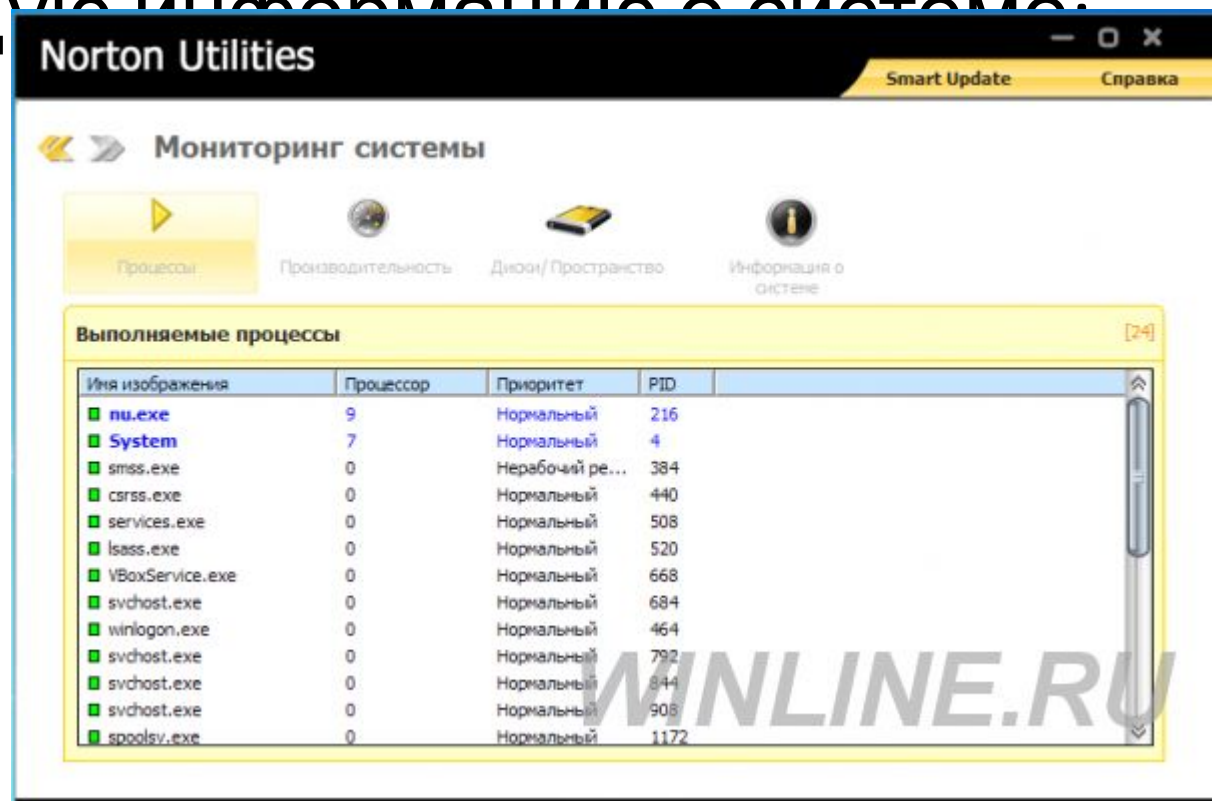 ую информацию о системе:
Norton Utilities
Smart Update Справка
Мониторинг системы
Процессы Производительность Диски/Пространство Информация о системе
Выполняемые процессы [24]
Имя изображения Процессор Приоритет PID
nu.exe 9 Нормальный 216
System 7 Нормальный 4
smss.exe 0 Нерабочий ре... 384
csrss.exe 0 Нормальный 440
services.exe 0 Нормальный 508
lsass.exe 0 Нормальный 520
VBoxService.exe 0 Нормальный 668
svchost.exe 0 Нормальный 684
winlogon.exe 0 Нормальный 464
svchost.exe 0 Нормальный 792
svchost.exe 0 Нормальный 844
svchost.exe 0 Нормальный 908
spoolsv.exe 0 Нормальный 1172
WINLINE.RU